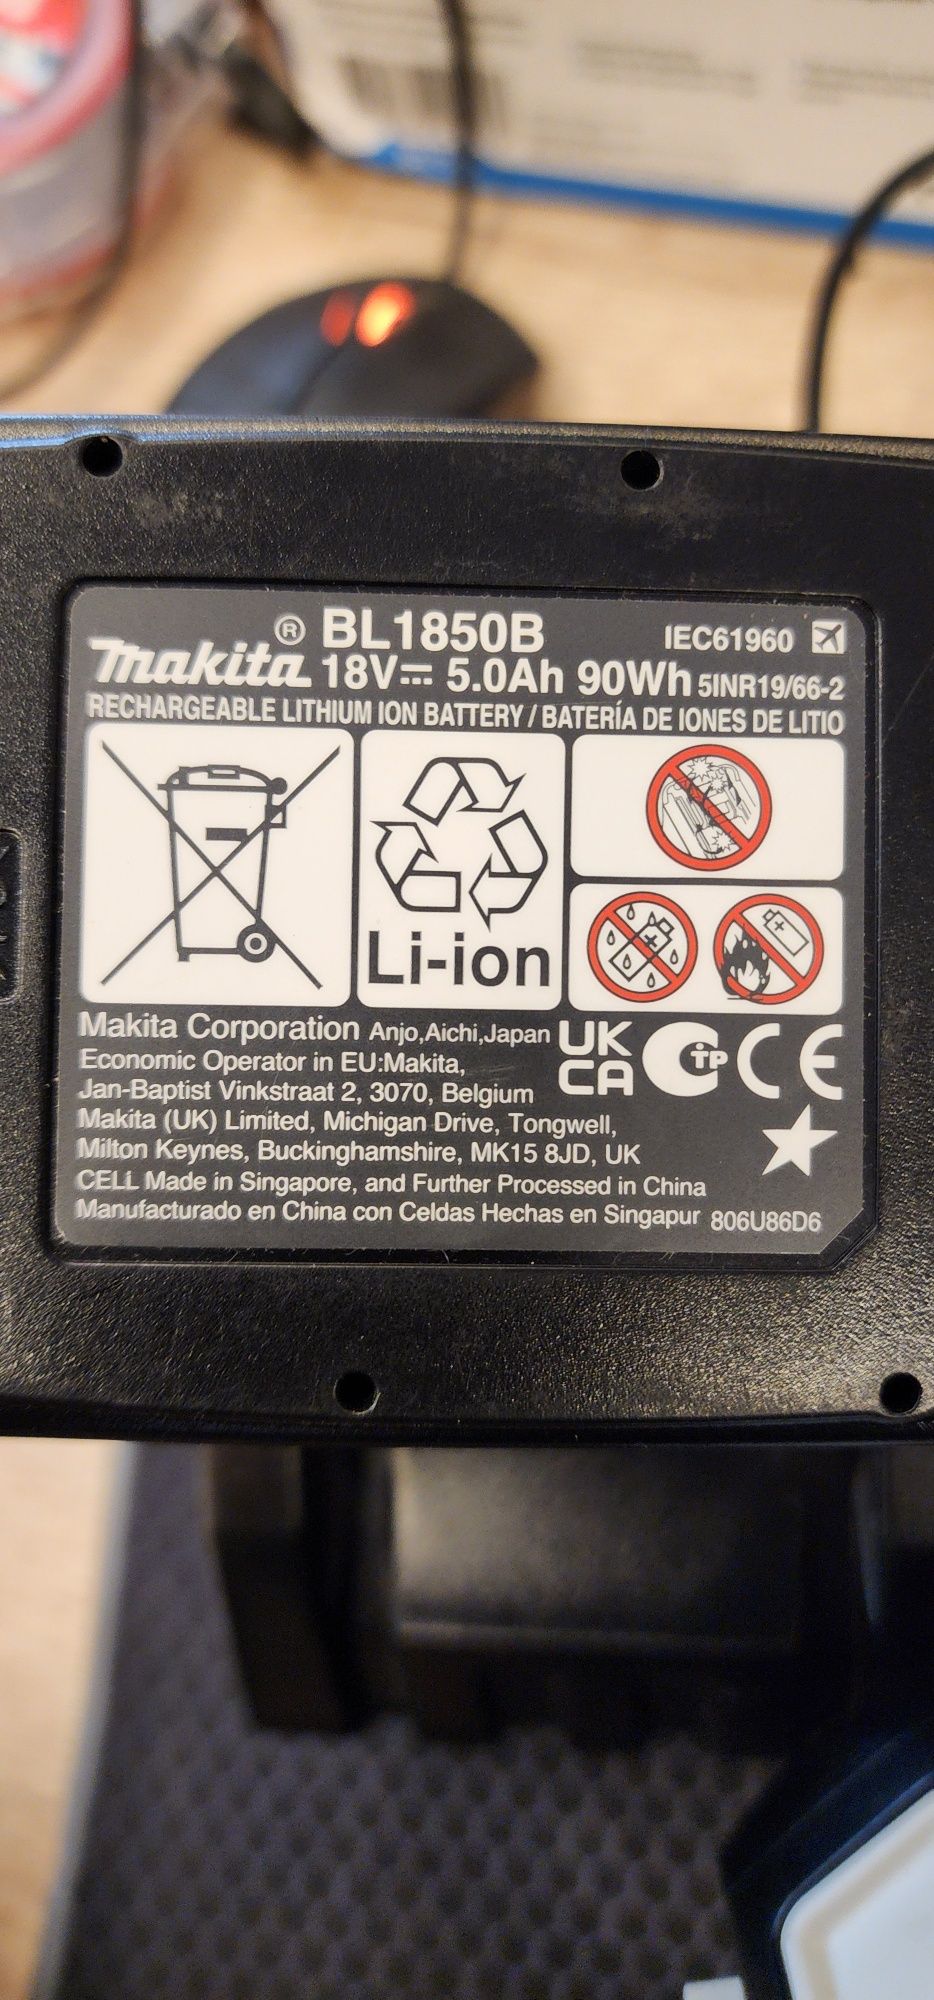 makita® BL1850B IEC61960
18V⎓ 5.0Ah 90Wh 5INR19/66-2
RECHARGEABLE LITHIUM ION BATTERY / BATERÍA DE IONES DE LITIO
Li-ion
Makita Corporation Anjo,Aichi,Japan
Economic Operator in EU:Makita,
Jan-Baptist Vinkstraat 2, 3070, Belgium
Makita (UK) Limited, Michigan Drive, Tongwell,
Milton Keynes, Buckinghamshire, MK15 8JD, UK
CELL Made in Singapore, and Further Processed in China
Manufacturado en China con Celdas Hechas en Singapur 806U86D6
UK
CA
CTP
CE